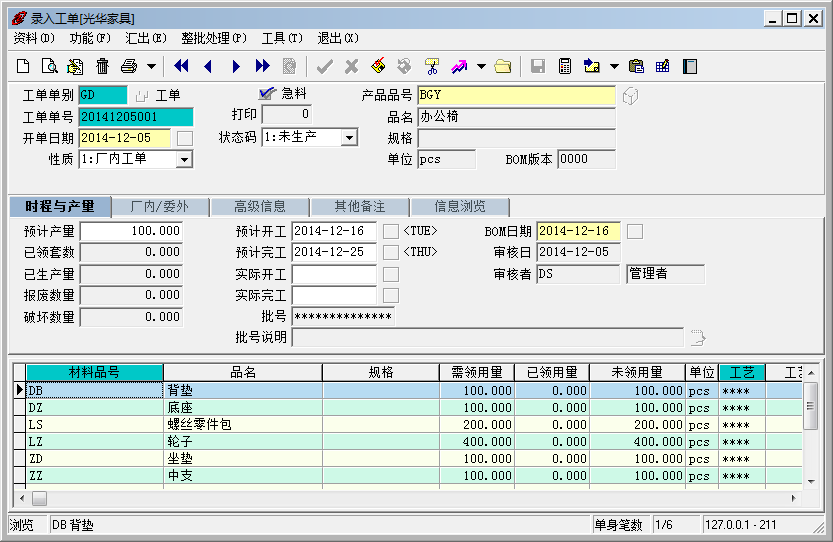 录入工单[光华家具]
资料(D) 功能(F) 汇出(E) 整批处理(P) 工具(T) 退出(X)
工单单别 GD 工单 急料 产品品号 BGY
工单单号 20141205001 打印 0 品名 办公椅
开单日期 2014-12-05 状态码 1:未生产 规格
性质 1:厂内工单 单位 pcs BOM版本 0000
时程与产量 厂内/委外 高级信息 其他备注 信息浏览
预计产量 100.000 预计开工 2014-12-16 <TUE> BOM日期 2014-12-16
已领套数 0.000 预计完工 2014-12-25 <THU> 审核日 2014-12-05
已生产量 0.000 实际开工 审核者 DS 管理者
报废数量 0.000 实际完工
破坏数量 0.000 批号 **************
批号说明
材料品号 品名 规格 需领用量 已领用量 未领用量 单位 工艺
DB 背垫 100.000 0.000 100.000 pcs ****
DZ 底座 100.000 0.000 100.000 pcs ****
LS 螺丝零件包 200.000 0.000 200.000 pcs ****
LZ 轮子 400.000 0.000 400.000 pcs ****
ZD 坐垫 100.000 0.000 100.000 pcs ****
ZZ 中支 100.000 0.000 100.000 pcs ****
浏览 DB 背垫 单身笔数 1/6 127.0.0.1 - 211